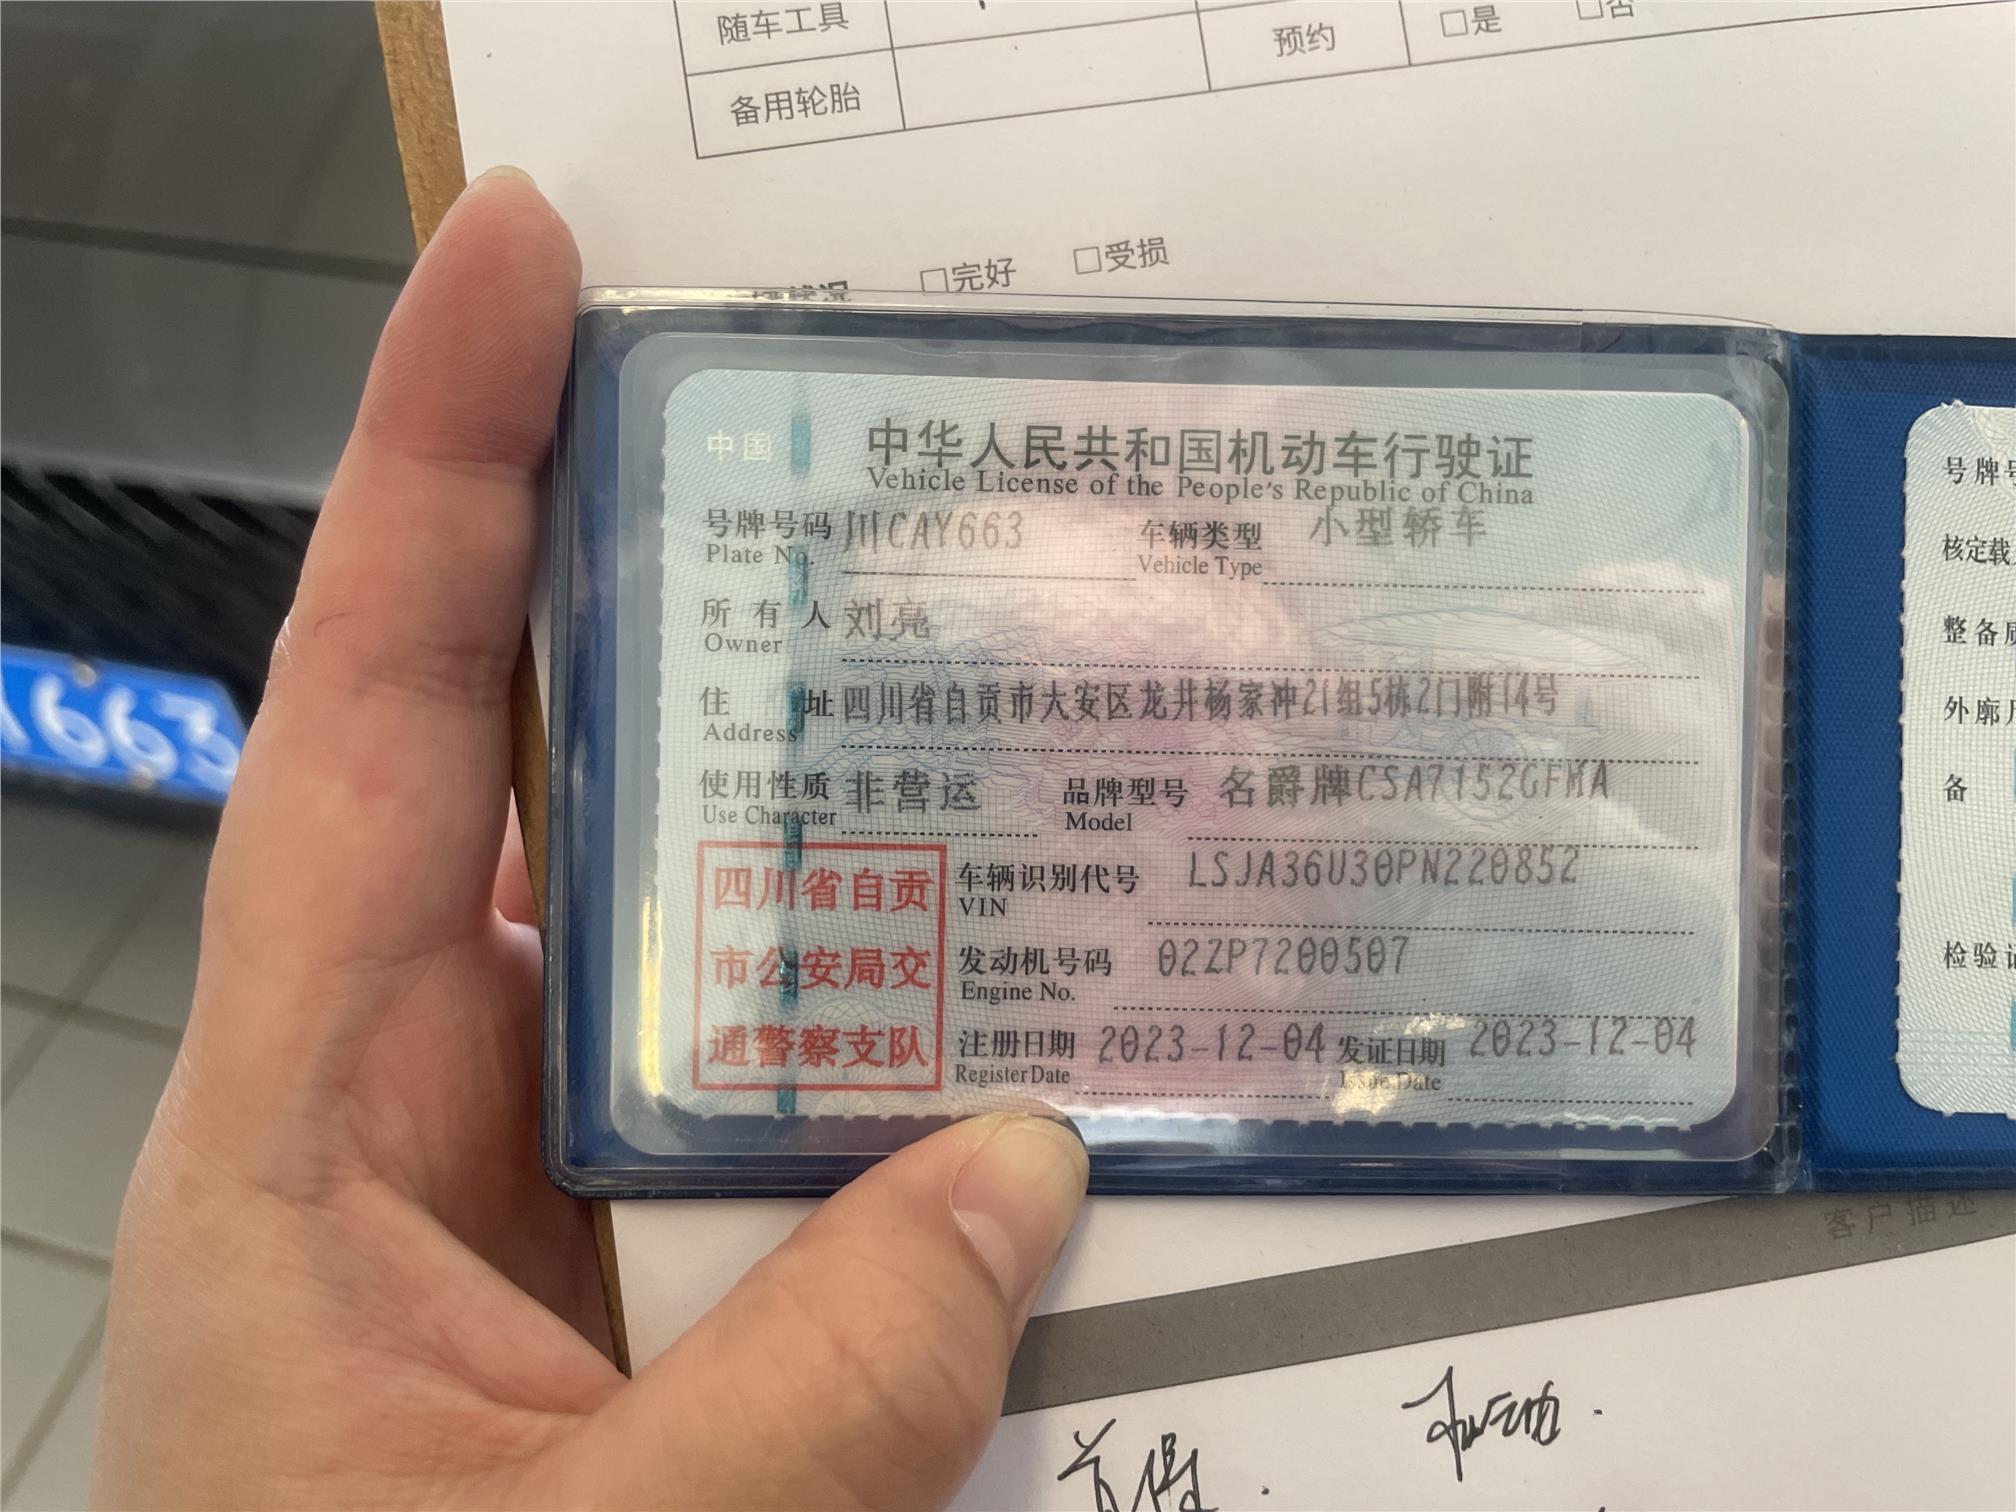 随车工具
预约 □是 □否
备用轮胎
□完好 □受损
中国
中华人民共和国机动车行驶证
Vehicle License of the People's Republic of China
号牌号码 川CAY663 车辆类型 小型轿车
Plate No. Vehicle Type
所有人 刘亮
Owner
住址 四川省自贡市大安区龙井杨家冲21组5栋2门附14号
Address
使用性质 非营运 品牌型号 名爵牌CSA7152GFMA
Use Character Model
四川省自贡
市公安局交
通警察支队
车辆识别代号 LSJA36U30PN220852
VIN
发动机号码 02ZP7200507
Engine No.
注册日期 2023-12-04 发证日期 2023-12-04
Register Date Issue Date
号牌号
核定载
整备质
外廓
备
检验
663
客户描述
首保.